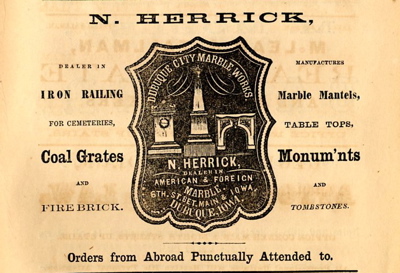 N. HERRICK,
DEALER IN
IRON RAILING
FOR CEMETERIES,
Coal Grates
AND
FIRE BRICK.
DUBUQUE CITY MARBLE WORKS
N. HERRICK,
DEALER IN
AMERICAN & FOREIGN
MARBLE,
6TH. ST. BET. MAIN & IOWA,
DUBUQUE, IOWA
MANUFACTURES
Marble Mantels,
TABLE TOPS,
Monum'nts
AND
TOMBSTONES.
Orders from Abroad Punctually Attended to.